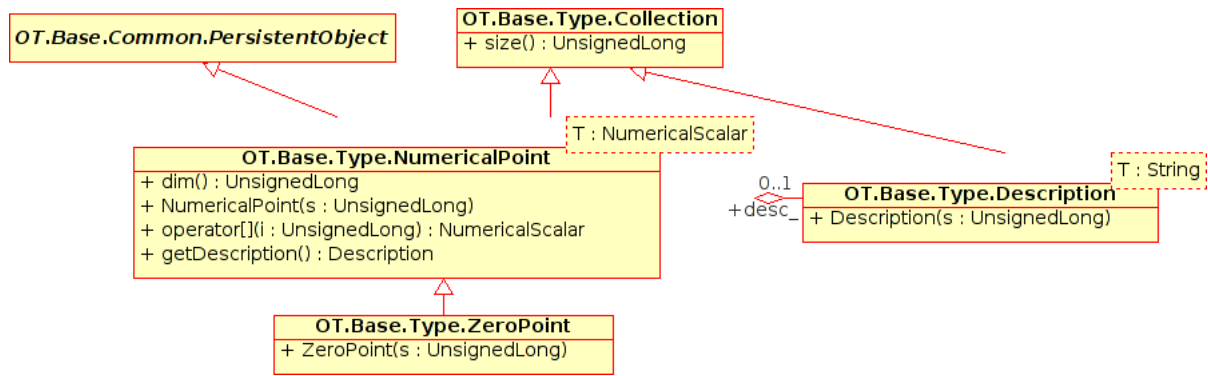 OT.Base.Common.PersistentObject
OT.Base.Type.Collection
+ size() : UnsignedLong
T : NumericalScalar
OT.Base.Type.NumericalPoint
+ dim() : UnsignedLong
+ NumericalPoint(s : UnsignedLong)
+ operator[](i : UnsignedLong) : NumericalScalar
+ getDescription() : Description
T : String
0..1
+desc_
OT.Base.Type.Description
+ Description(s : UnsignedLong)
OT.Base.Type.ZeroPoint
+ ZeroPoint(s : UnsignedLong)